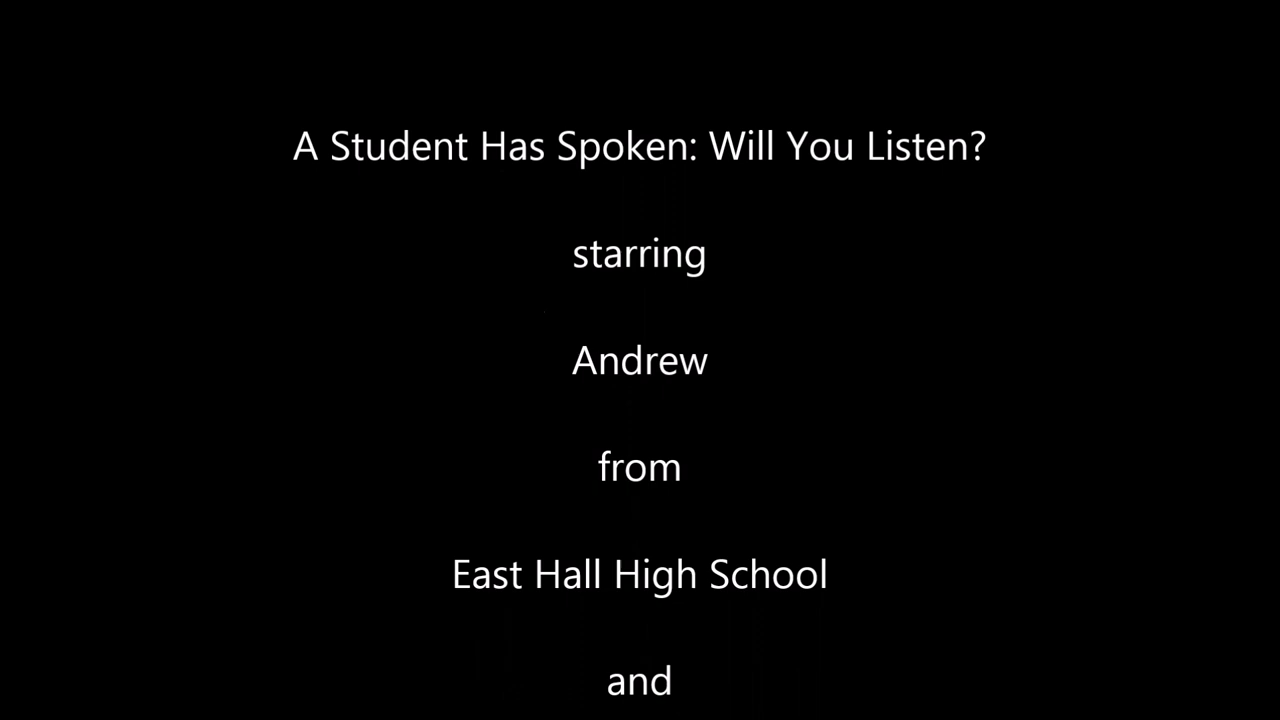 A Student Has Spoken: Will You Listen?
starring
Andrew
from
East Hall High School
and